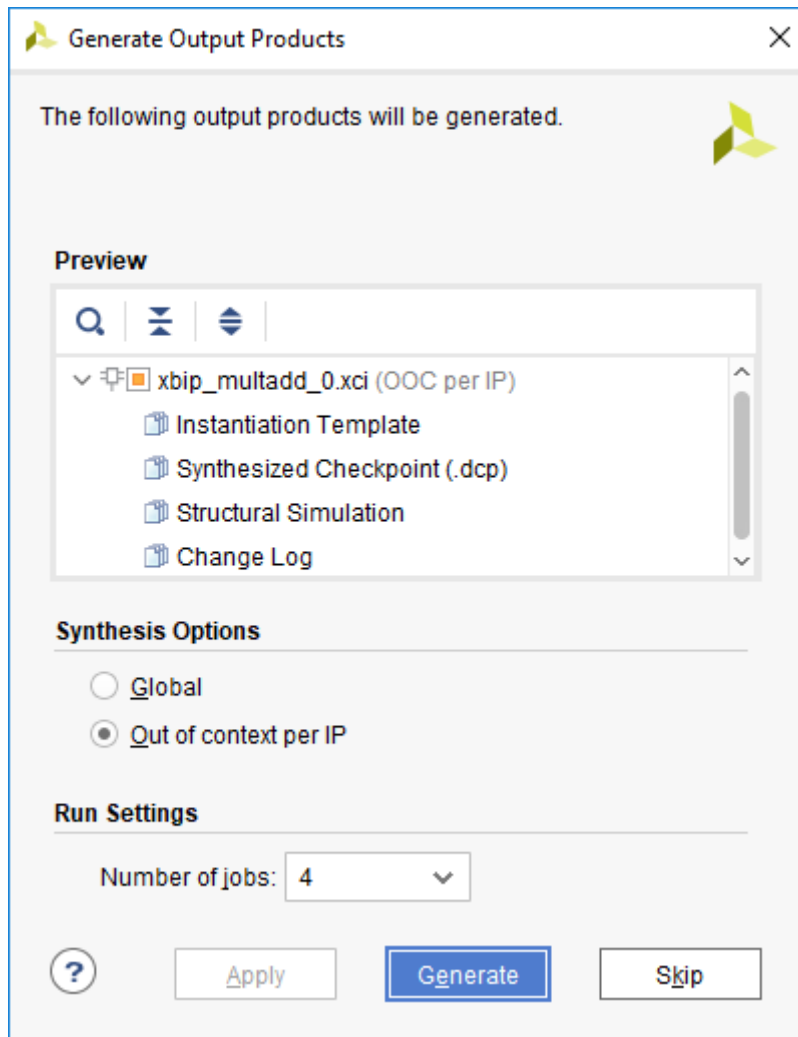 Generate Output Products
The following output products will be generated.
Preview
xbip_multadd_0.xci (OOC per IP)
Instantiation Template
Synthesized Checkpoint (.dcp)
Structural Simulation
Change Log
Synthesis Options
Global
Out of context per IP
Run Settings
Number of jobs: 4
? Apply Generate Skip